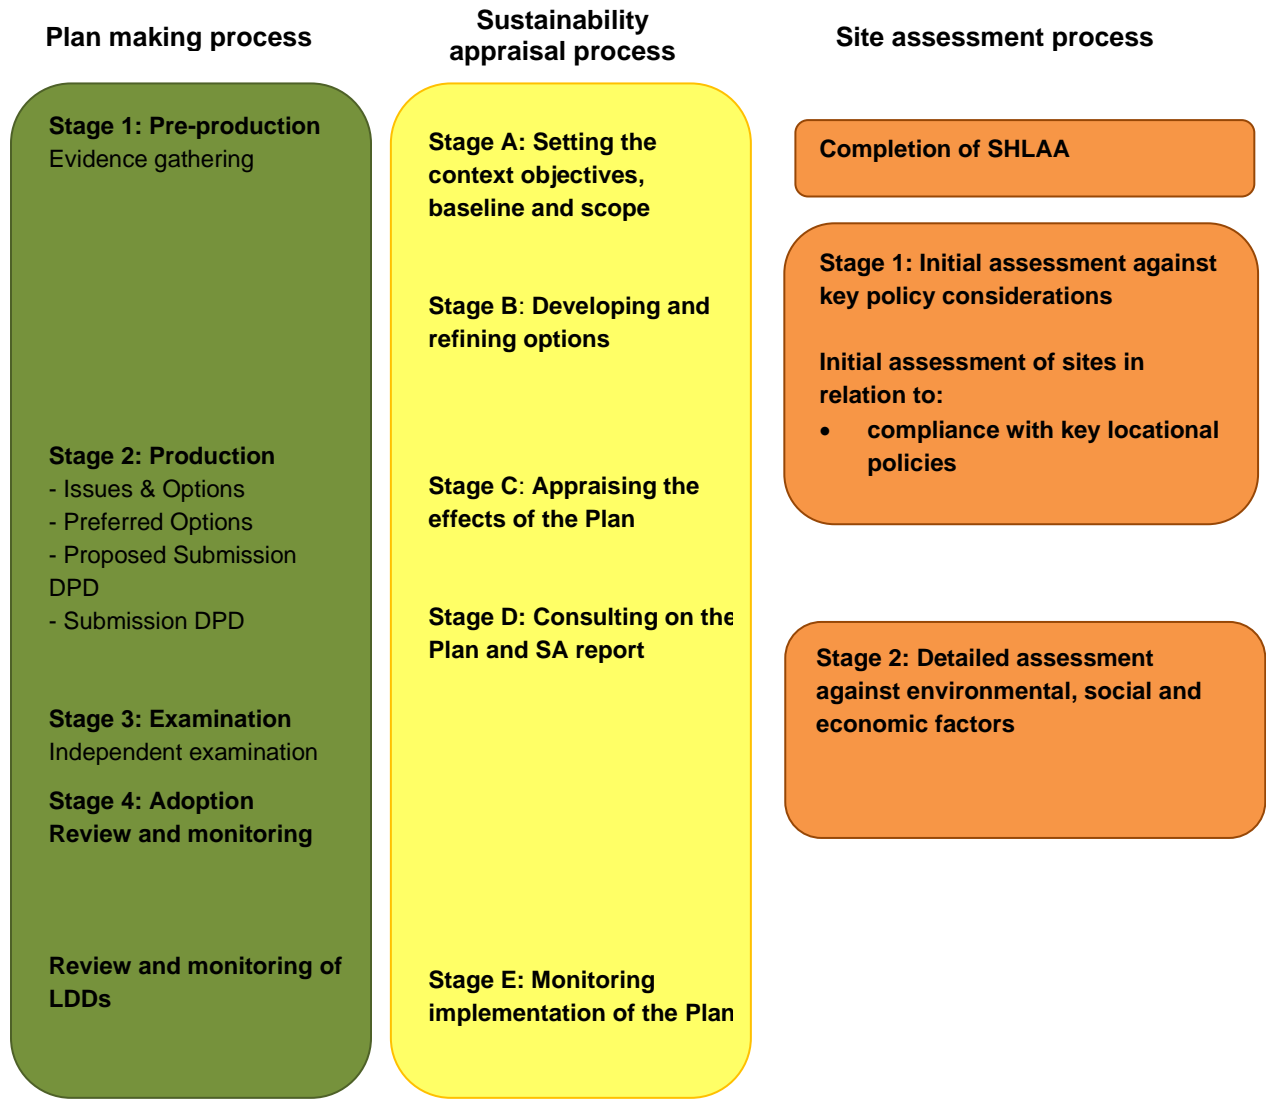 Plan making process
Sustainability
appraisal process
Site assessment process
Stage 1: Pre-production
Evidence gathering
Stage 2: Production
- Issues & Options
- Preferred Options
- Proposed Submission
DPD
- Submission DPD
Stage 3: Examination
Independent examination
Stage 4: Adoption
Review and monitoring
Review and monitoring of
LDDs
Stage A: Setting the
context objectives,
baseline and scope
Stage B: Developing and
refining options
Stage C: Appraising the
effects of the Plan
Stage D: Consulting on the
Plan and SA report
Stage E: Monitoring
implementation of the Plan
Completion of SHLAA
Stage 1: Initial assessment against
key policy considerations
Initial assessment of sites in
relation to:
• compliance with key locational
policies
Stage 2: Detailed assessment
against environmental, social and
economic factors